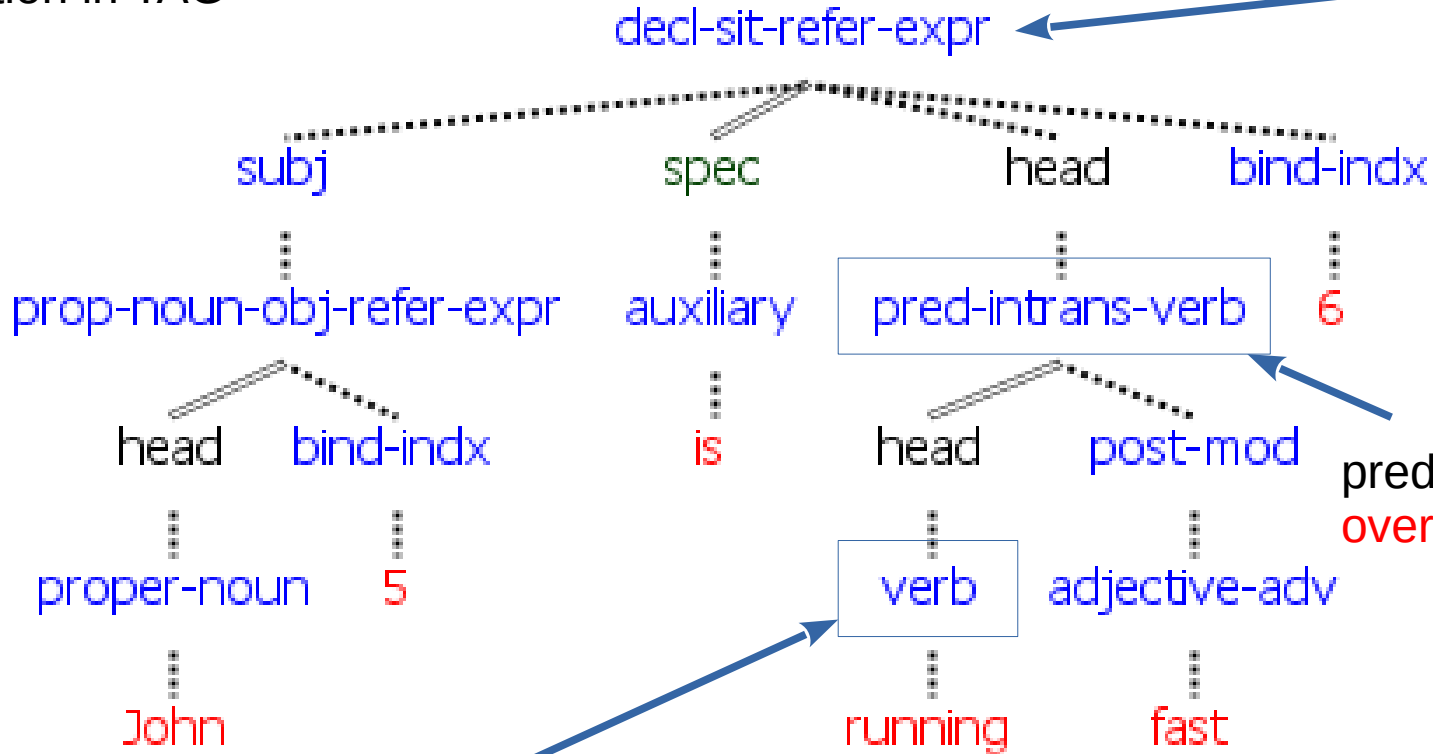 decl-sit-refer-expr
subj spec head bind-indx
prop-noun-obj-refer-expr auxiliary pred-intrans-verb 6
head bind-indx is head post-mod
pred
over
proper-noun 5 verb adjective-adv
John running fast